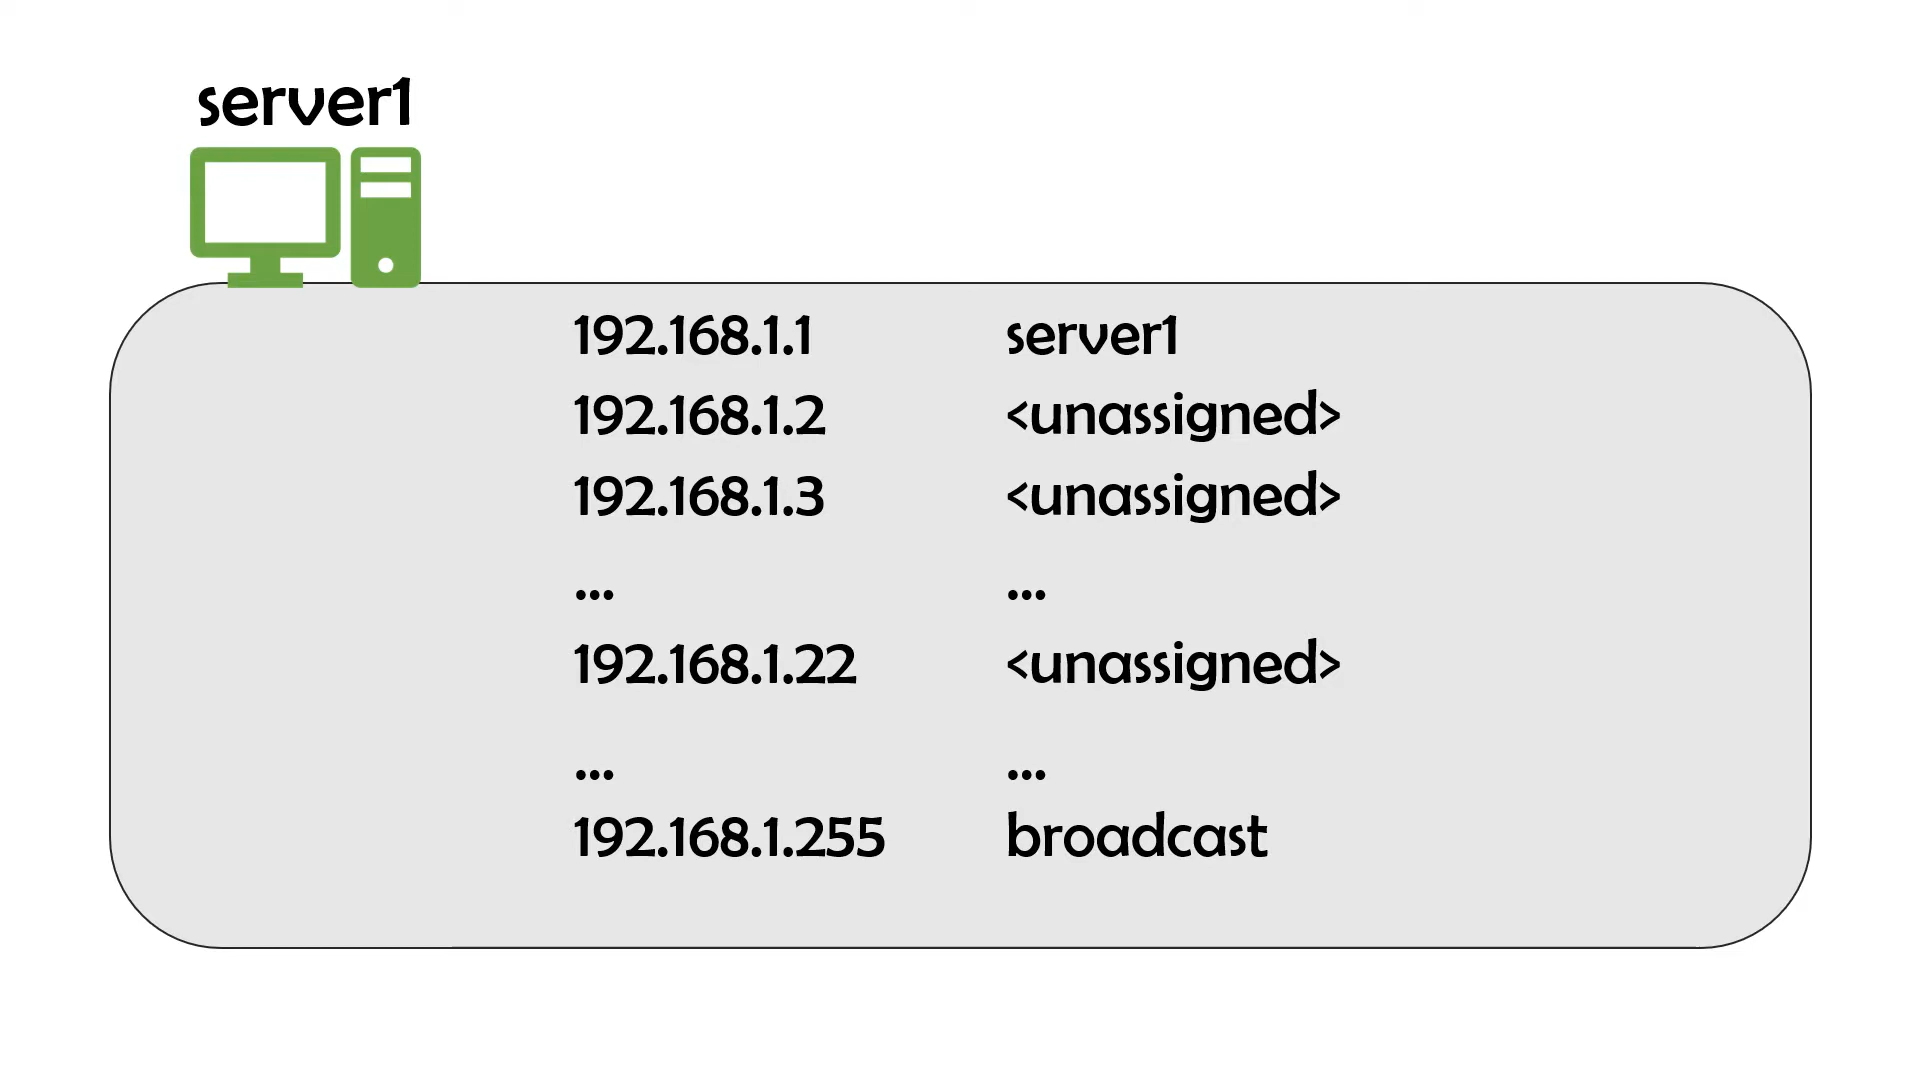 server1
192.168.1.1 server1
192.168.1.2 <unassigned>
192.168.1.3 <unassigned>
... ...
192.168.1.22 <unassigned>
... ...
192.168.1.255 broadcast